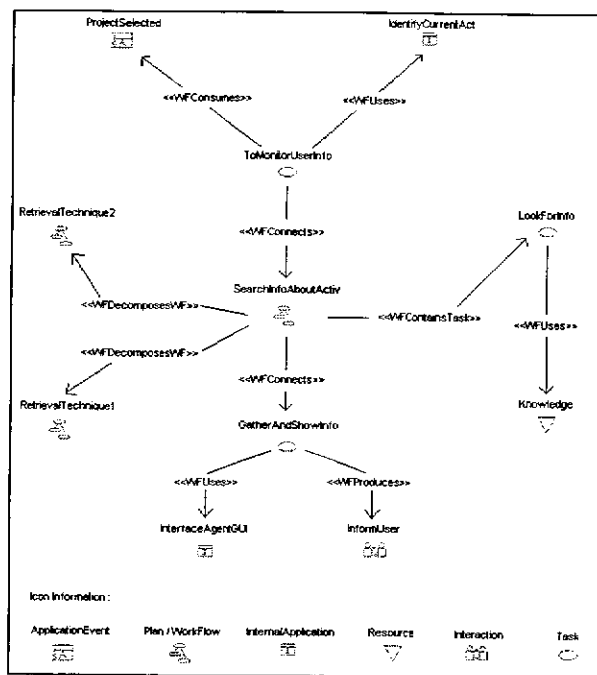 ProjectSelected
IdentifyCurrentAct
<<WFConsumes>>
<<WFUses>>
ToMonitorUserInfo
RetrievalTechnique2
LookForInfo
<<WFConnects>>
SearchInfoAboutActiv
<<WFDecomposesWF>>
<<WFContainsTask>>
<<WFUses>>
<<WFDecomposesWF>>
<<WFConnects>>
RetrievalTechnique1
Knowledge
GatherAndShowInfo
<<WFUses>>
<<WFProduces>>
InterfaceAgentGUI
InformUser
Icon Information :
ApplicationEvent Plan / WorkFlow InternalApplication Resource Interaction Task